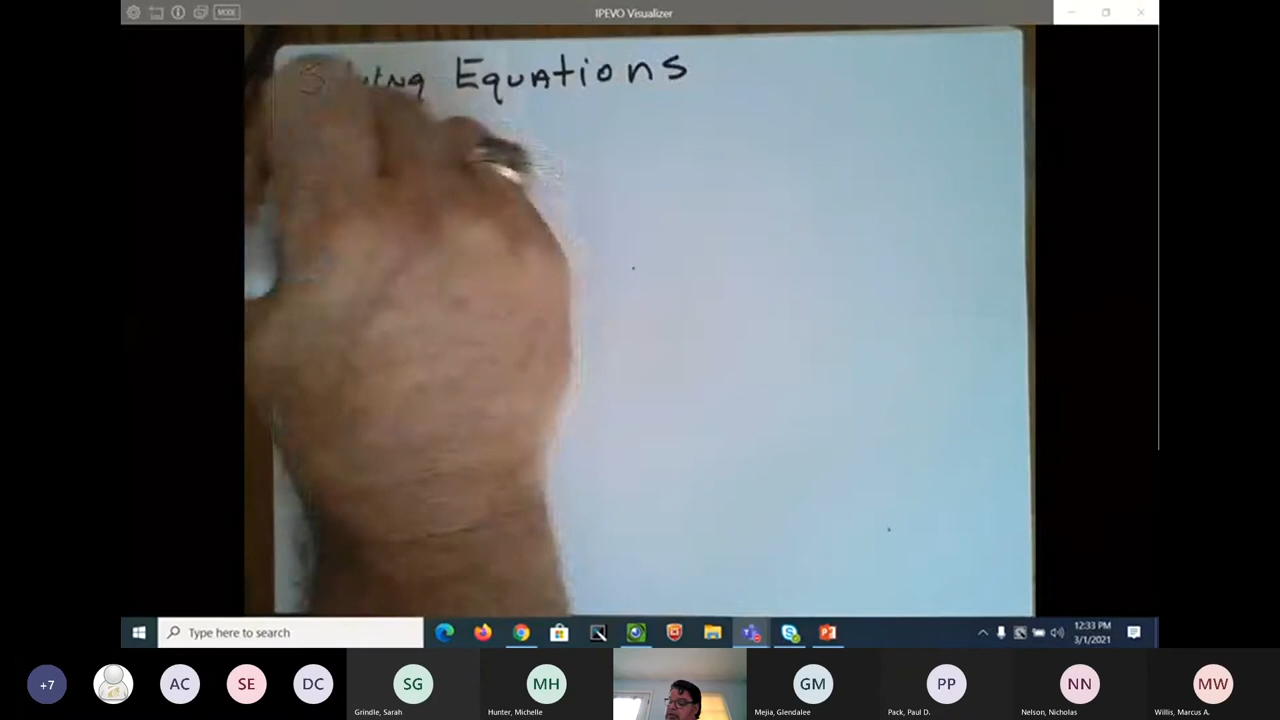 MODE
IPEVO Visualizer
Equations
Type here to search
12:33 PM
3/1/2021
+7
AC
SE
DC
SG
MH
GM
PP
NN
MW
Grindle, Sarah
Hunter, Michelle
Mejia, Glendalee
Pack, Paul D.
Nelson, Nicholas
Willis, Marcus A.